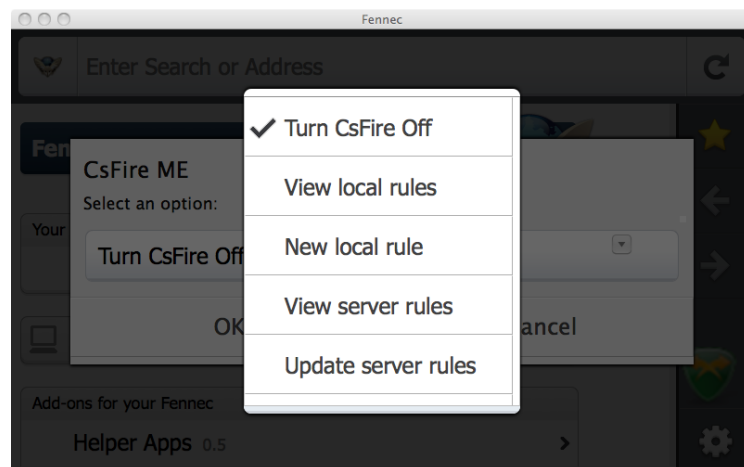 Fennec
Enter Search or Address
Fen
CsFire ME
Select an option:
Your
Turn CsFire Off
OK
ancel
Turn CsFire Off
View local rules
New local rule
View server rules
Update server rules
Add-ons for your Fennec
Helper Apps 0.5